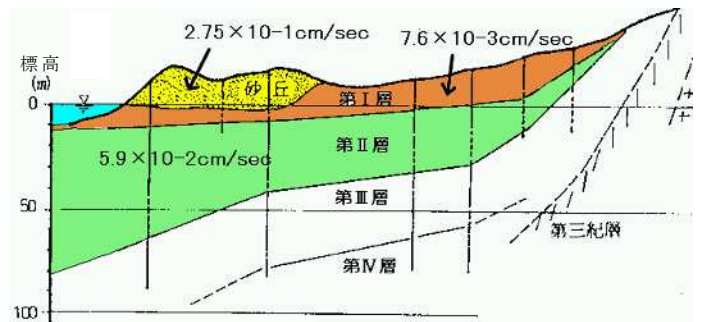 2.75×10-1cm/sec
7.6×10-3cm/sec
標高
(m)
砂丘
0
第Ⅰ層
5.9×10-2cm/sec
第Ⅱ層
50
第Ⅲ層
第三紀層
第Ⅳ層
100